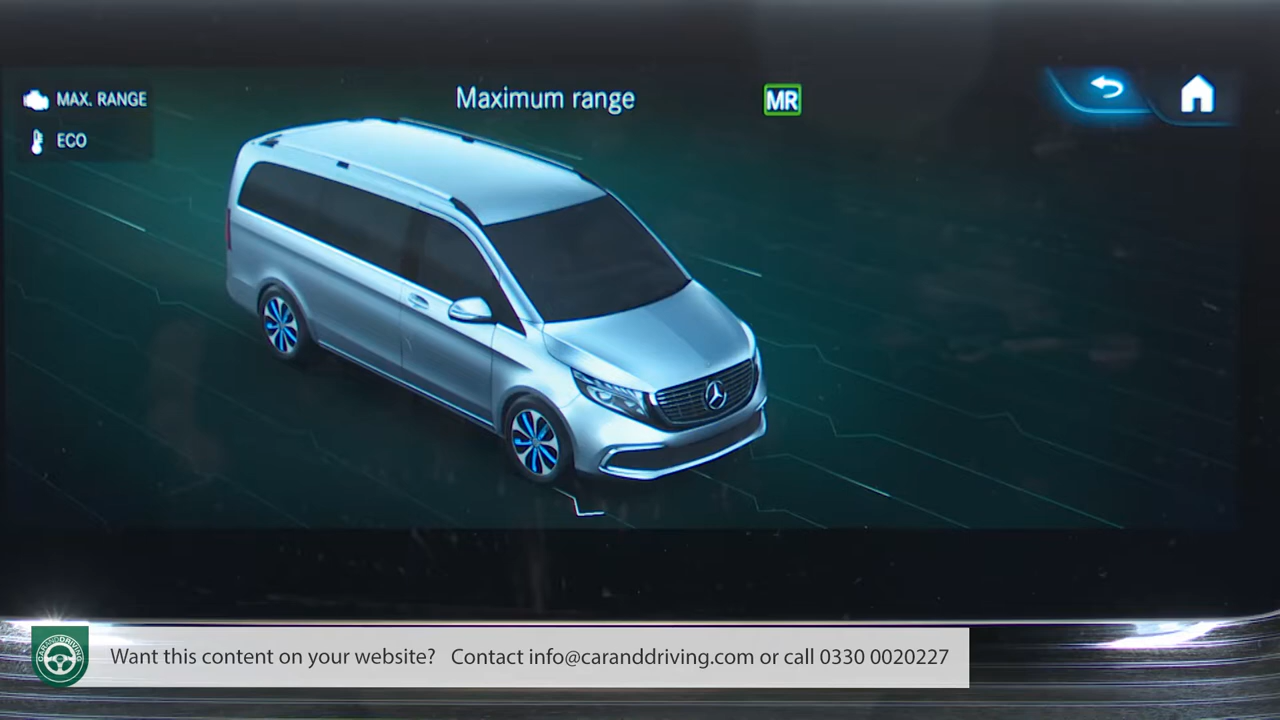 MAX. RANGE
Maximum range
MR
ECO
CARANDDRIVING
Want this content on your website? Contact info@caranddriving.com or call 0330 0020227